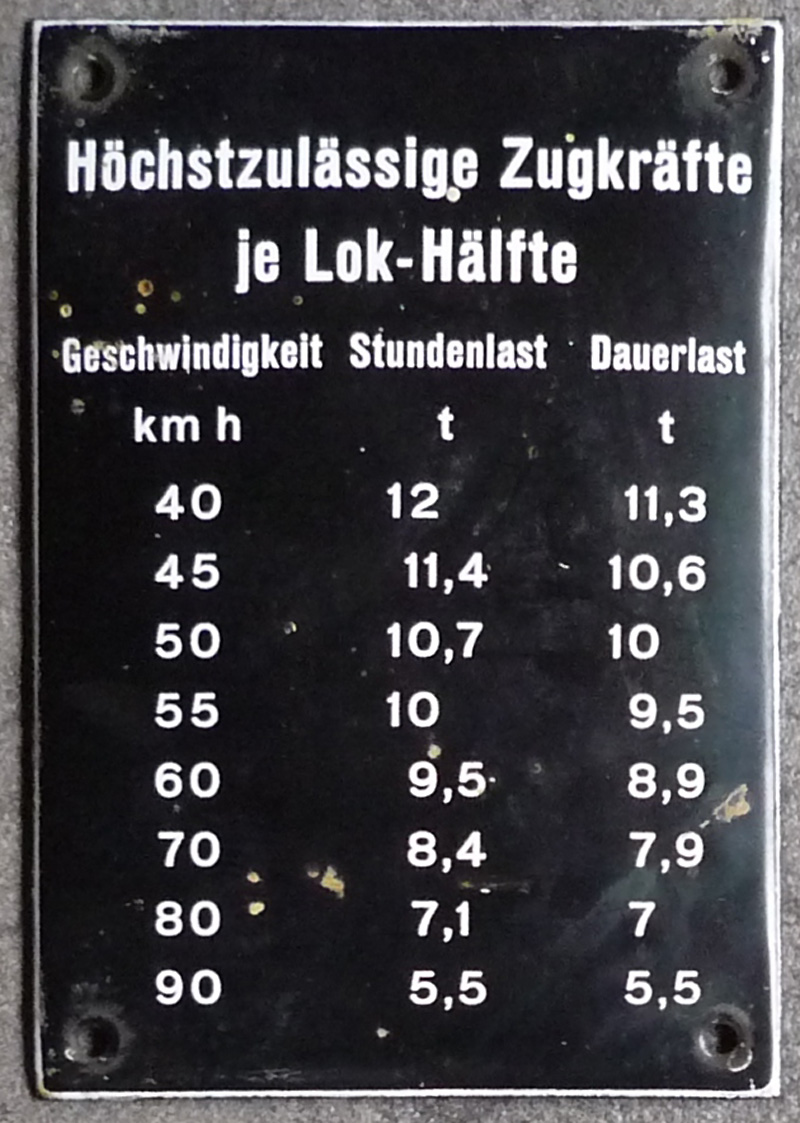 Höchstzulässige Zugkräfte
je Lok-Hälfte
Geschwindigkeit Stundenlast Dauerlast
km h t t
40 12 11,3
45 11,4 10,6
50 10,7 10
55 10 9,5
60 9,5 8,9
70 8,4 7,9
80 7,1 7
90 5,5 5,5